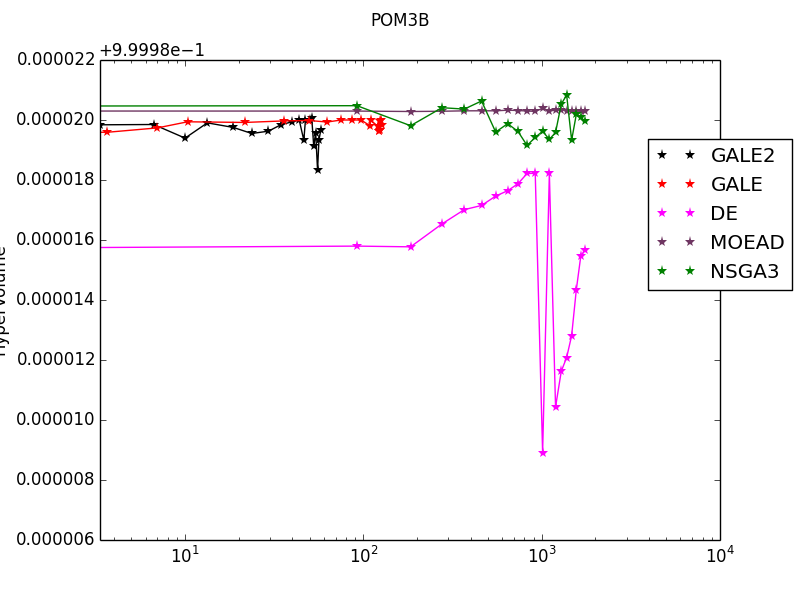 POM3B
+9.9998e−1
0.000022
0.000020
0.000018
0.000016
0.000014
0.000012
0.000010
0.000008
0.000006
Hypervolume
10¹
10²
10³
10⁴
GALE2
GALE
DE
MOEAD
NSGA3